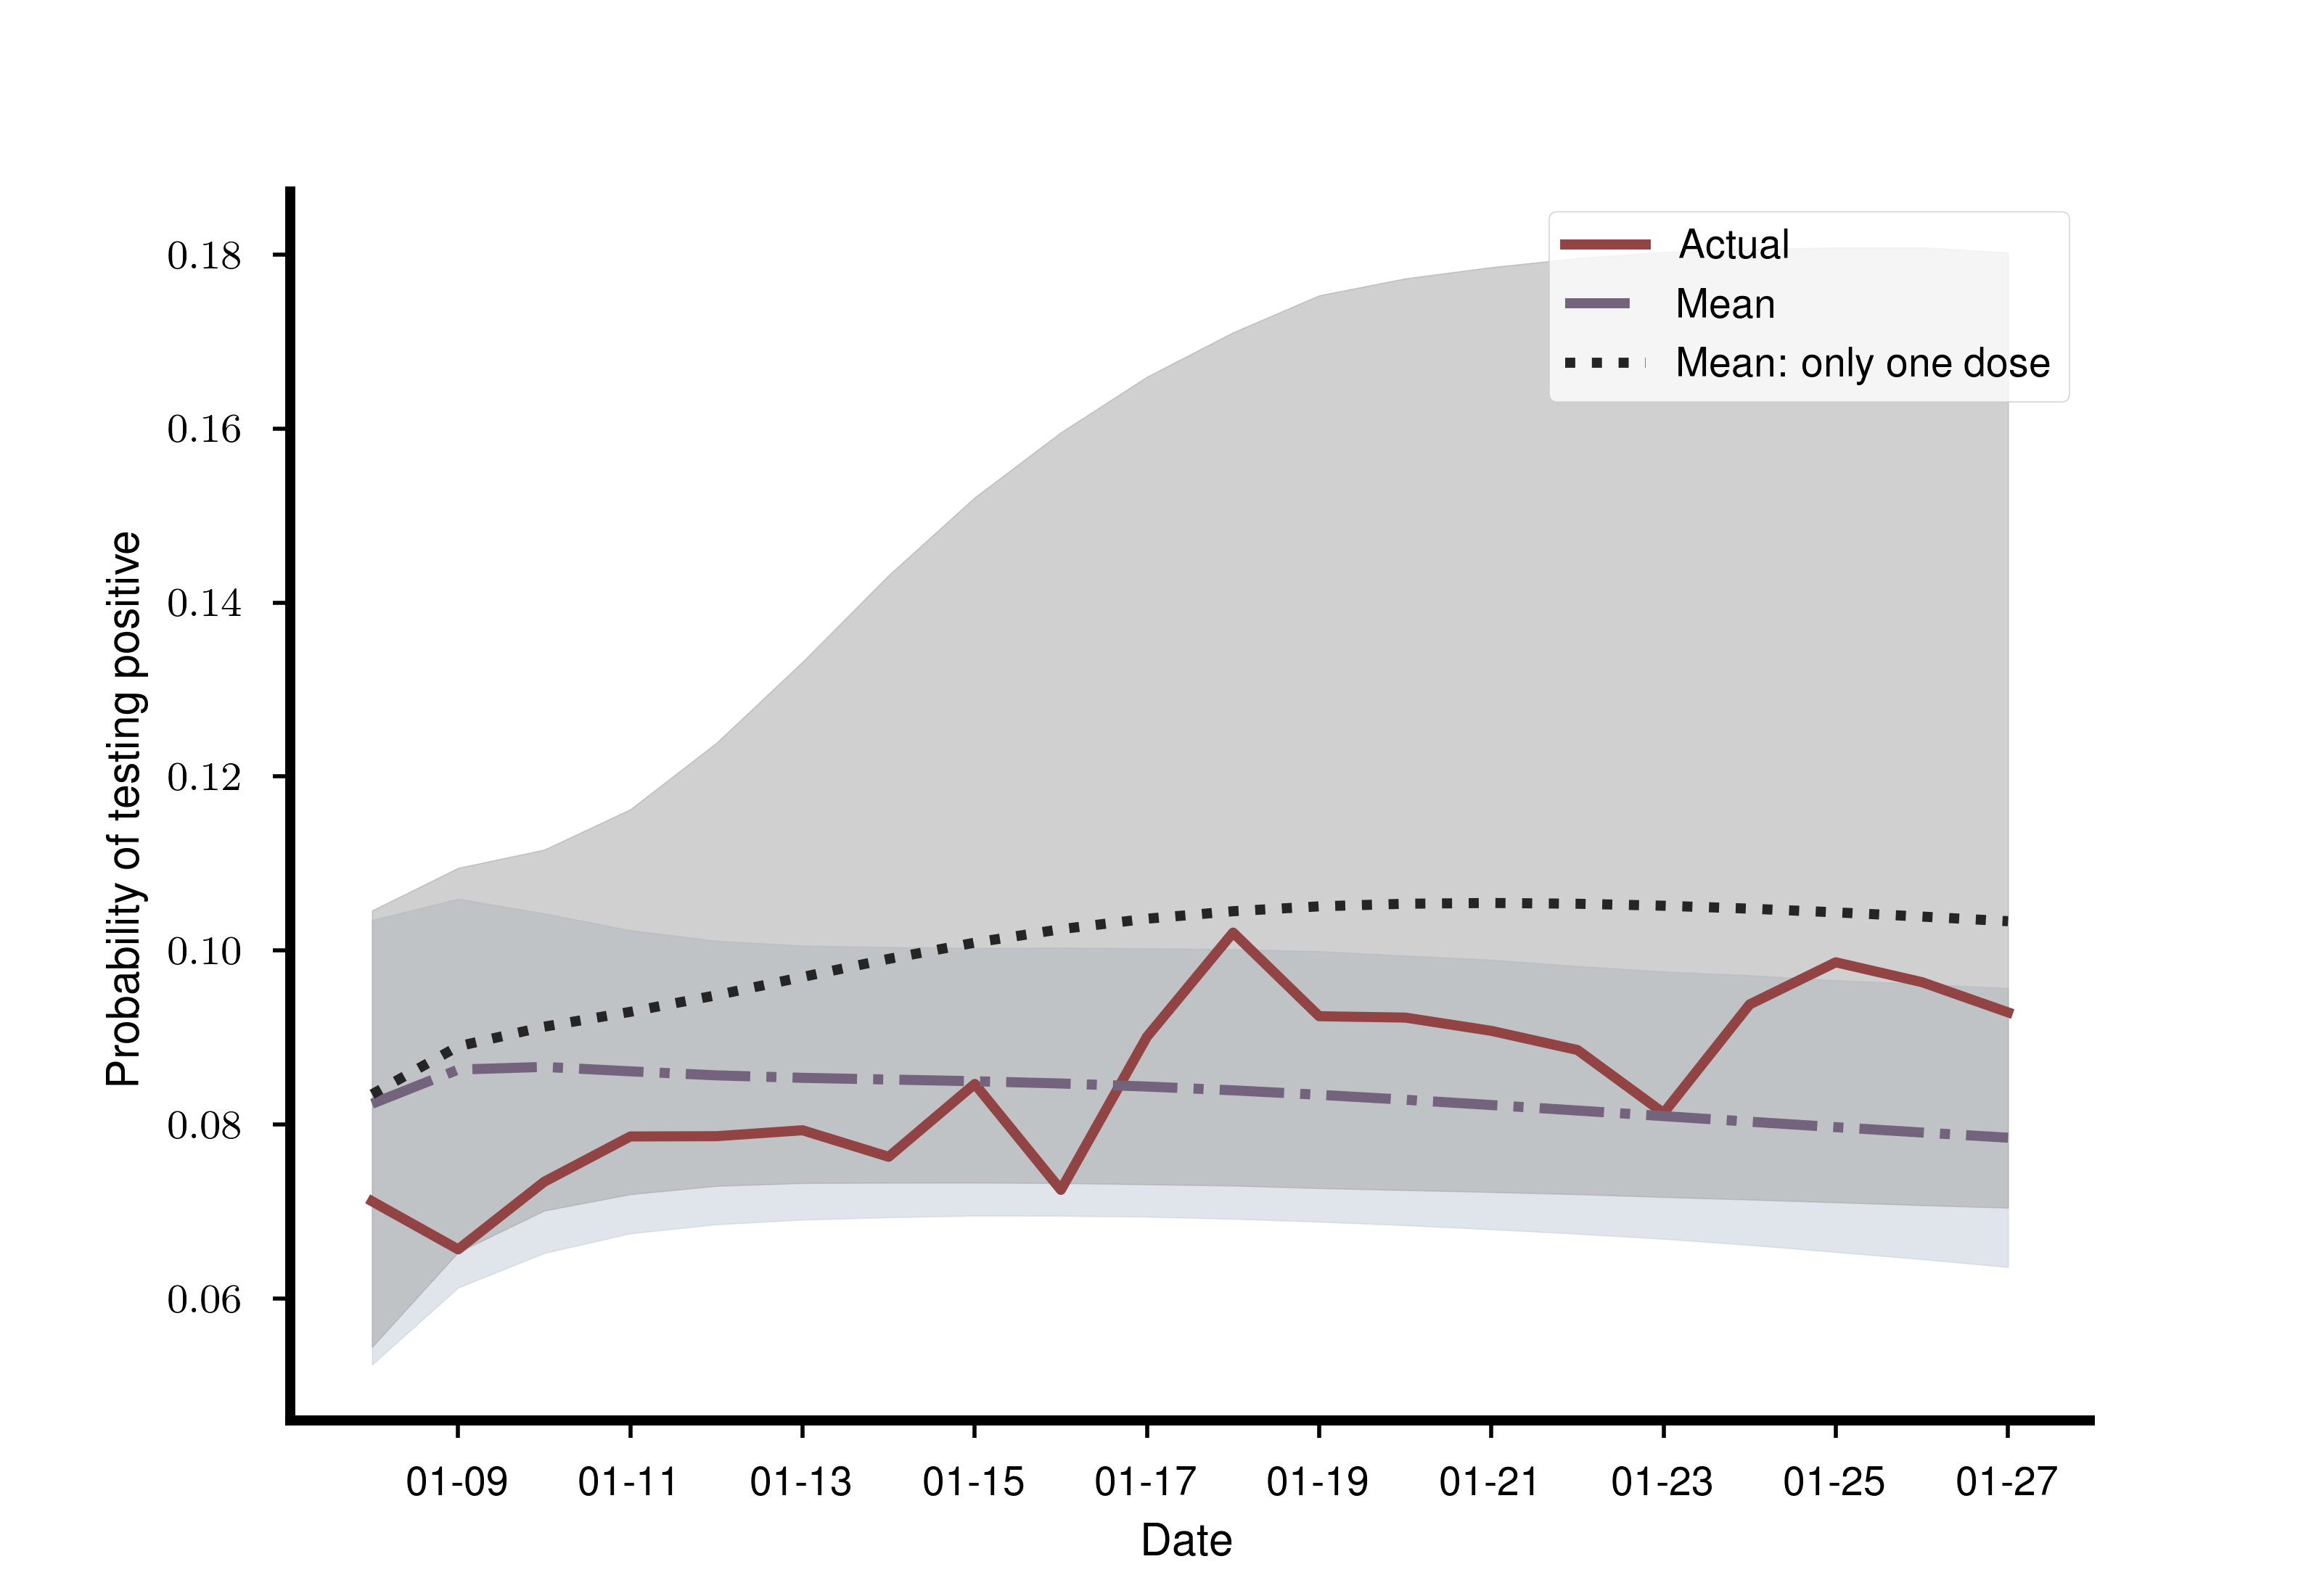 Actual
Mean
Mean: only one dose
0.18
0.16
0.14
0.12
0.10
0.08
0.06
Probability of testing positive
01-09 01-11 01-13 01-15 01-17 01-19 01-21 01-23 01-25 01-27
Date